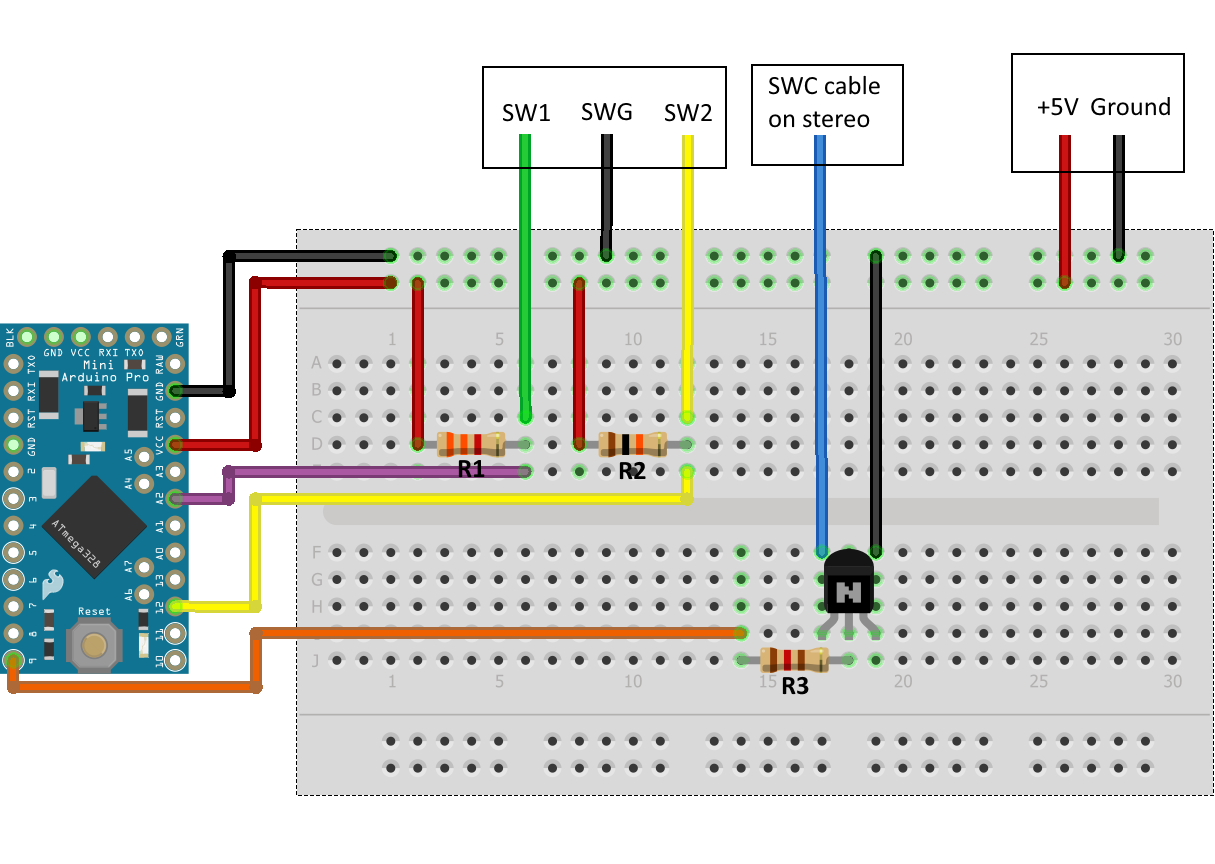 SW1 SWG SW2
SWC cable
on stereo
+5V Ground
BLK
GND VCC RXI TXO
GRN
Mini
Arduino Pro
TXO
RXI
RST
GND
2
3
4
5
6
7
8
9
RAW
GND
RST
VCC
A3
A2
A1
A0
13
12
11
10
A5
A4
A7
A6
ATmega328
Reset
1 5 10 15 20 25 30
A
B
C
D
R1
R2
F
G
H
J
R3
1 5 10 15 20 25 30
N